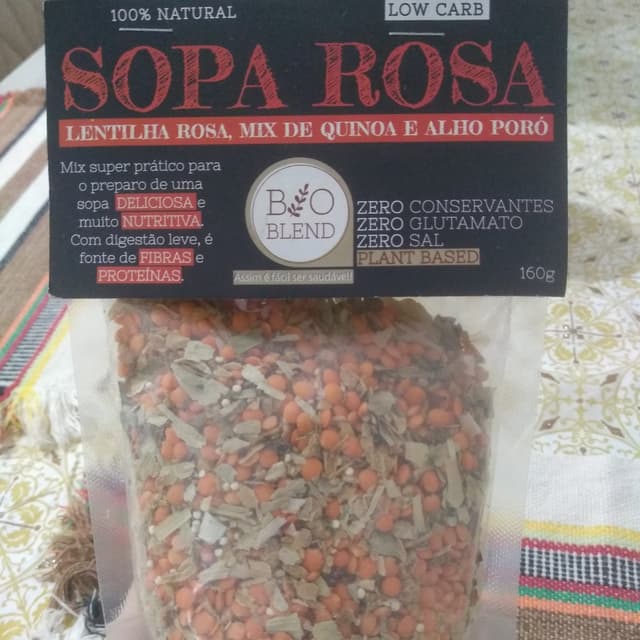 100% NATURAL
LOW CARB
SOPA ROSA
LENTILHA ROSA, MIX DE QUINOA E ALHO PORÓ
Mix super prático para
o preparo de uma
sopa DELICIOSA e
muito NUTRITIVA.
Com digestão leve, é
fonte de FIBRAS e
PROTEÍNAS.
BIO
BLEND
Assim é fácil ser saudável!
ZERO CONSERVANTES
ZERO GLUTAMATO
ZERO SAL
PLANT BASED
160g